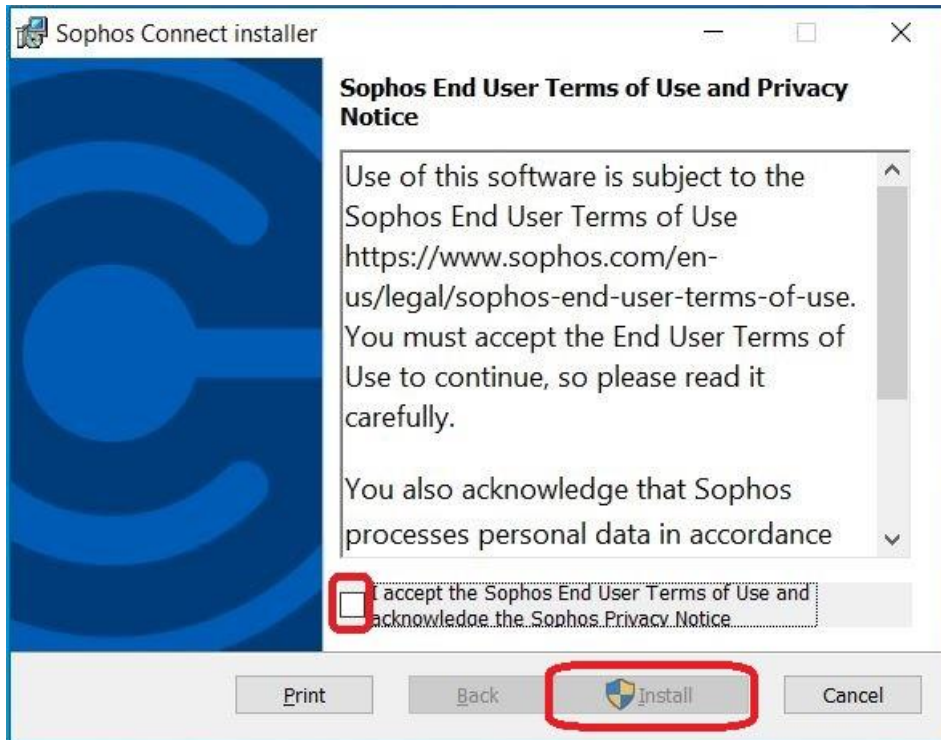 Sophos Connect installer
Sophos End User Terms of Use and Privacy
Notice
Use of this software is subject to the
Sophos End User Terms of Use
https://www.sophos.com/en-
us/legal/sophos-end-user-terms-of-use.
You must accept the End User Terms of
Use to continue, so please read it
carefully.
You also acknowledge that Sophos
processes personal data in accordance
I accept the Sophos End User Terms of Use and
acknowledge the Sophos Privacy Notice
Print
Back
Install
Cancel